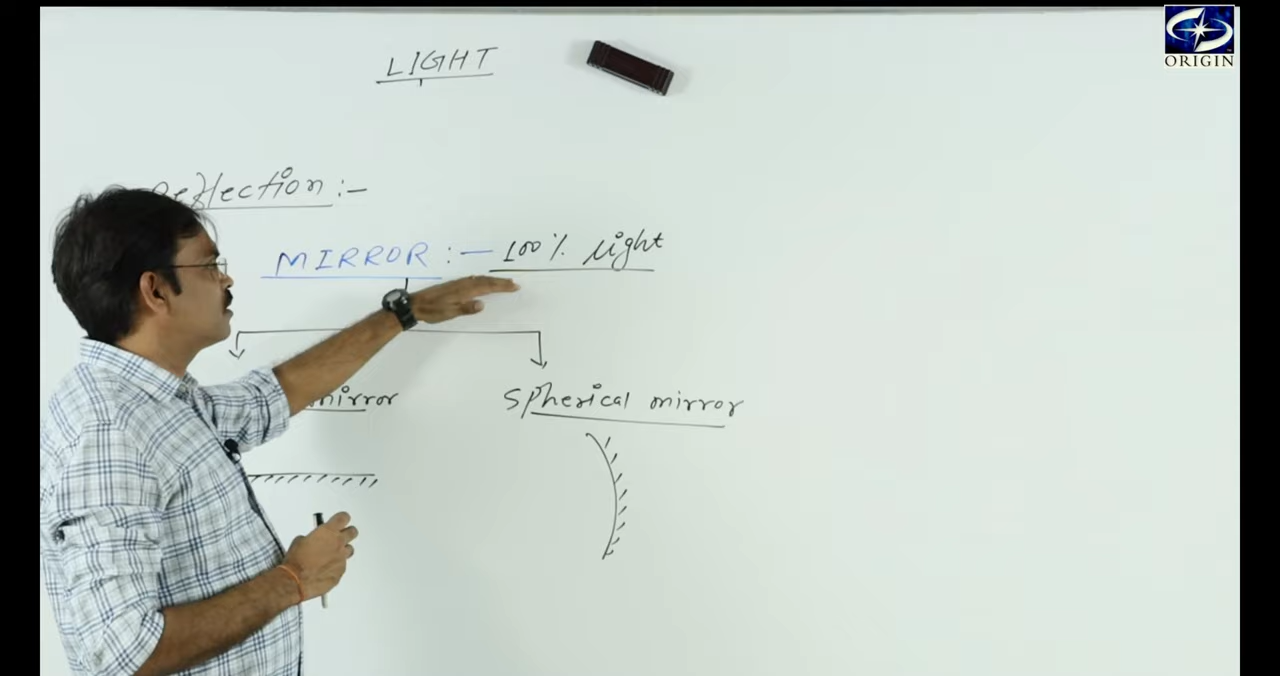 LIGHT
ORIGIN
Reflection :-
MIRROR :- 100% light
mirror
Spherical mirror